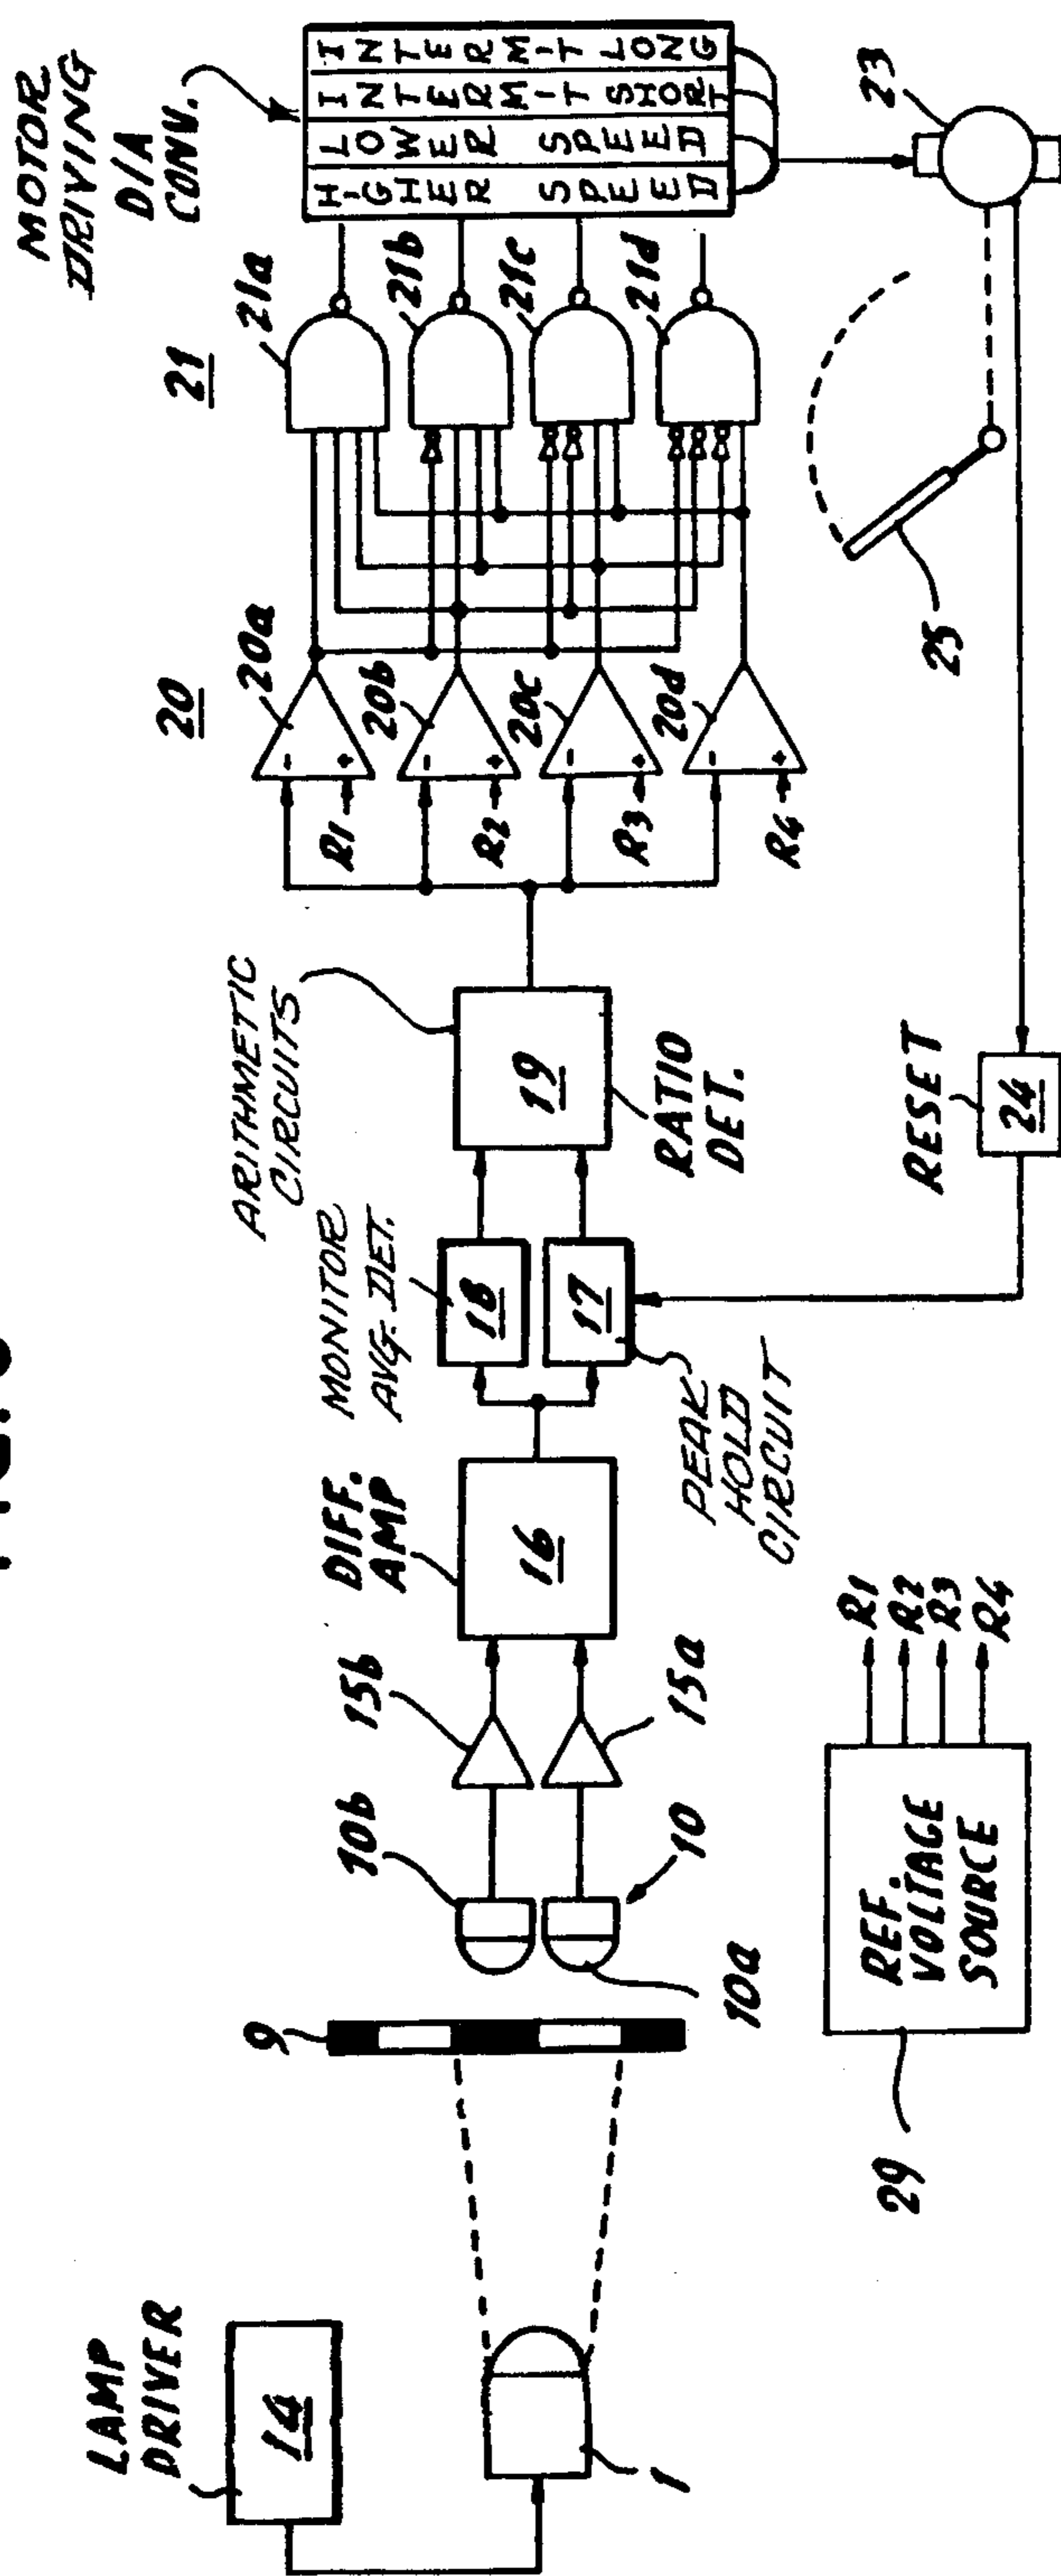 LAMP
DRIVER
14
1
9
10b
10a
10
15b
15a
DIFF.
AMP
16
MONITOR
AVG. DET.
18
17
PEAK
HOLD
CIRCUIT
ARITHMETIC
CIRCUITS
19
RATIO
DET.
20
20a
-
+
R1
20b
-
+
R2
20c
-
+
R3
20d
-
+
R4
21
21a
21b
21c
21d
MOTOR
DRIVING
D/A
CONV.
HIGHER SPEED
LOWER SPEED
INTERMIT SHORT
INTERMIT LONG
23
25
RESET
24
REF.
VOLTAGE
SOURCE
29
R1
R2
R3
R4